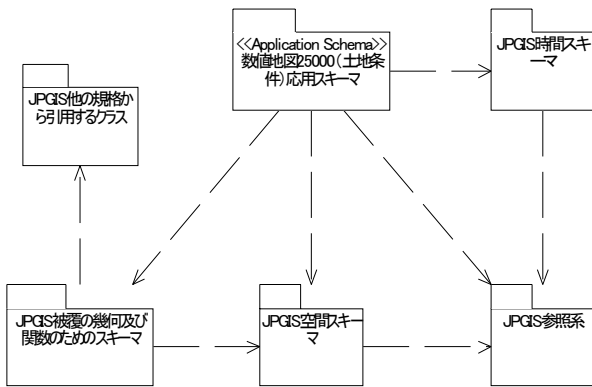 <<Application Schema>>
数値地図25000（土地条
件）応用スキーマ
JPGIS時間スキ
ーマ
JPGIS他の規格か
ら引用するクラス
JPGIS被覆の幾何及び
関数のためのスキーマ
JPGIS空間スキー
マ
JPGIS参照系